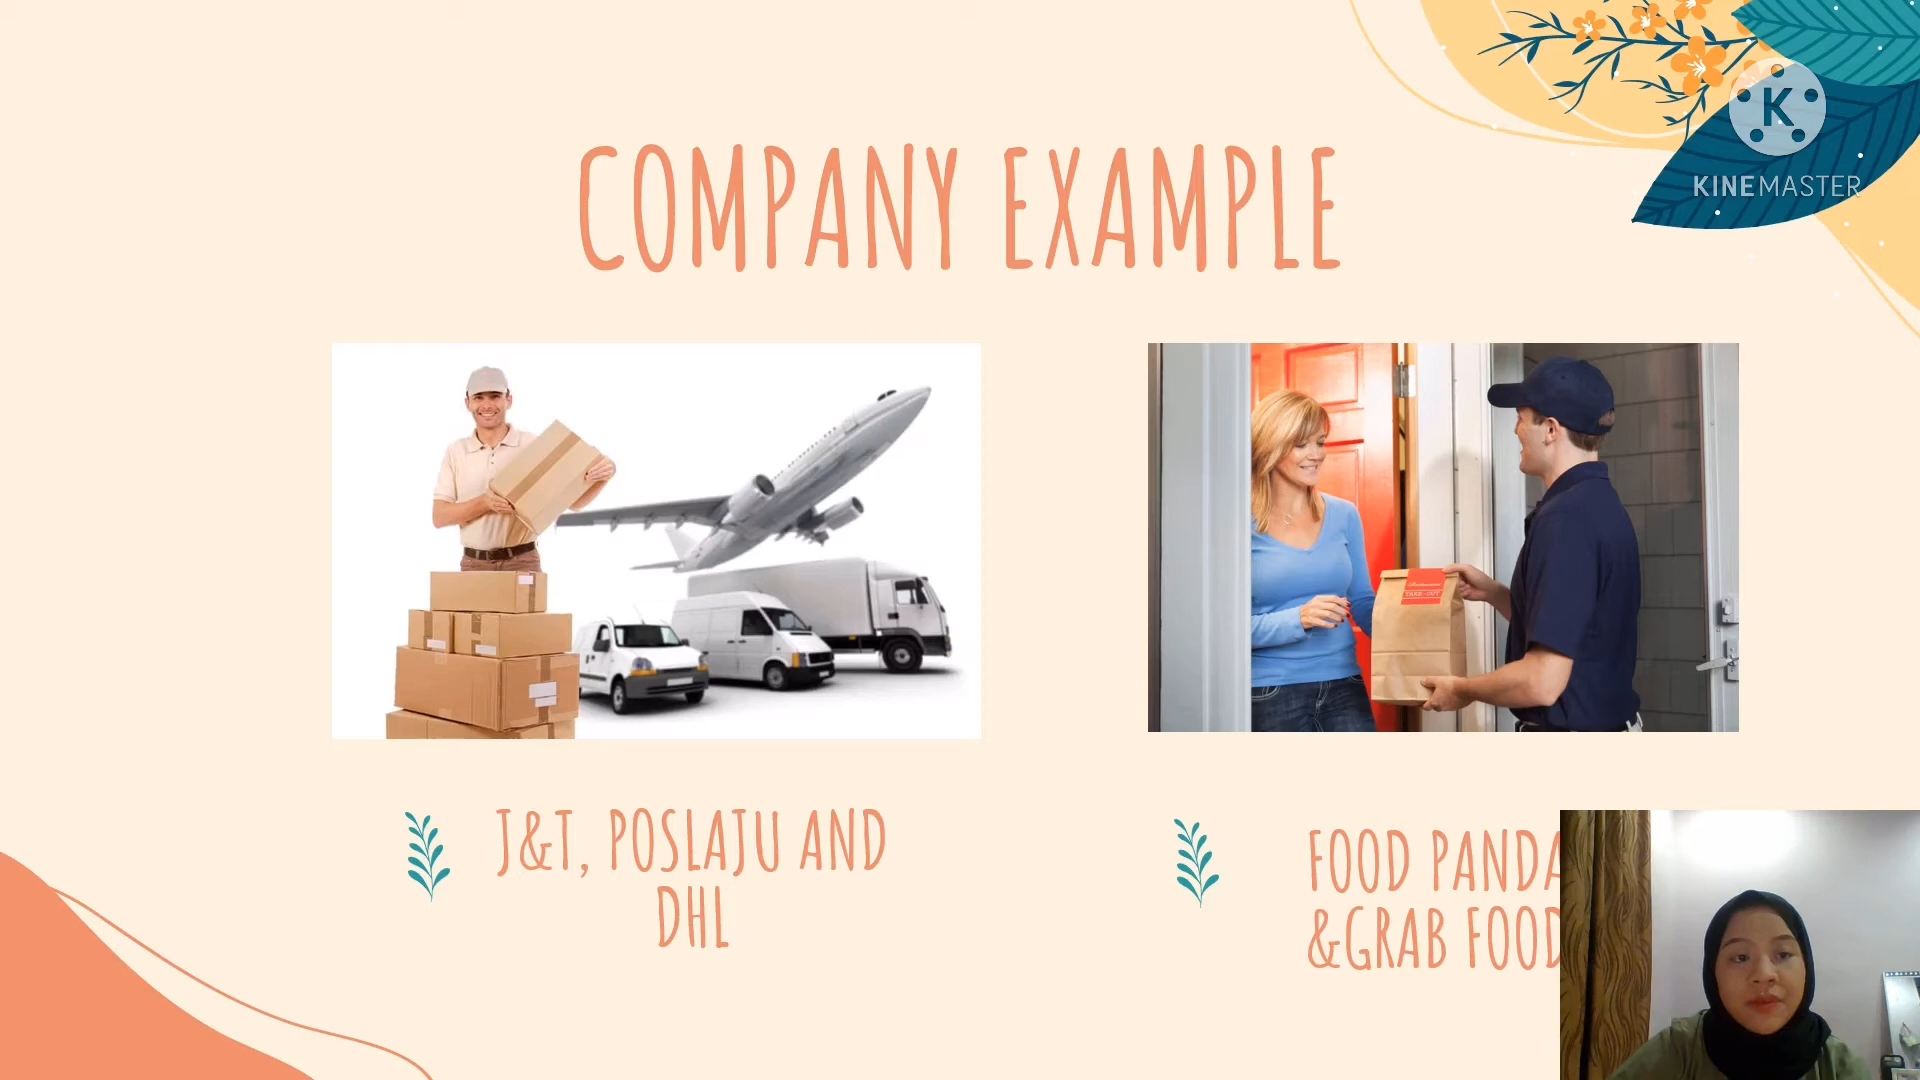 K
KINEMASTER
COMPANY EXAMPLE
TAKE-OUT
J&T, POSLAJU AND
DHL
FOOD PANDA
&GRAB FOOD